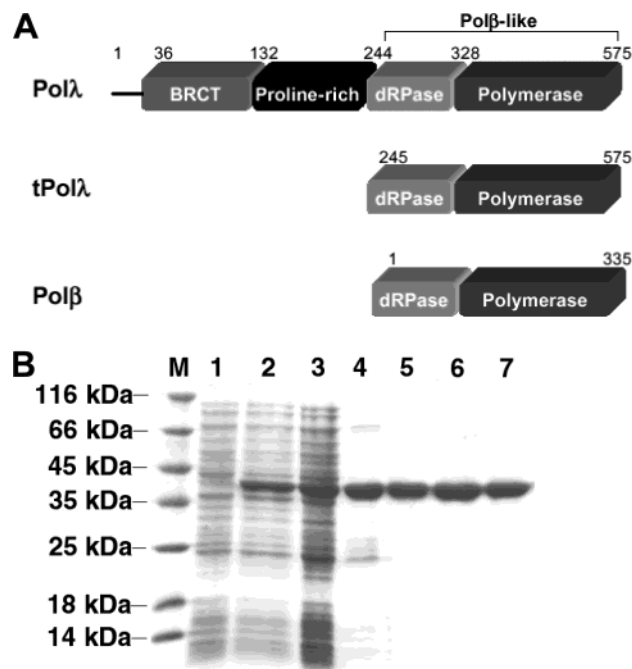 A
Polβ-like
1 36 132 244 328 575
Polλ
BRCT Proline-rich dRPase Polymerase
245 575
tPolλ
dRPase Polymerase
1 335
Polβ
dRPase Polymerase
B
M 1 2 3 4 5 6 7
116 kDa
66 kDa
45 kDa
35 kDa
25 kDa
18 kDa
14 kDa